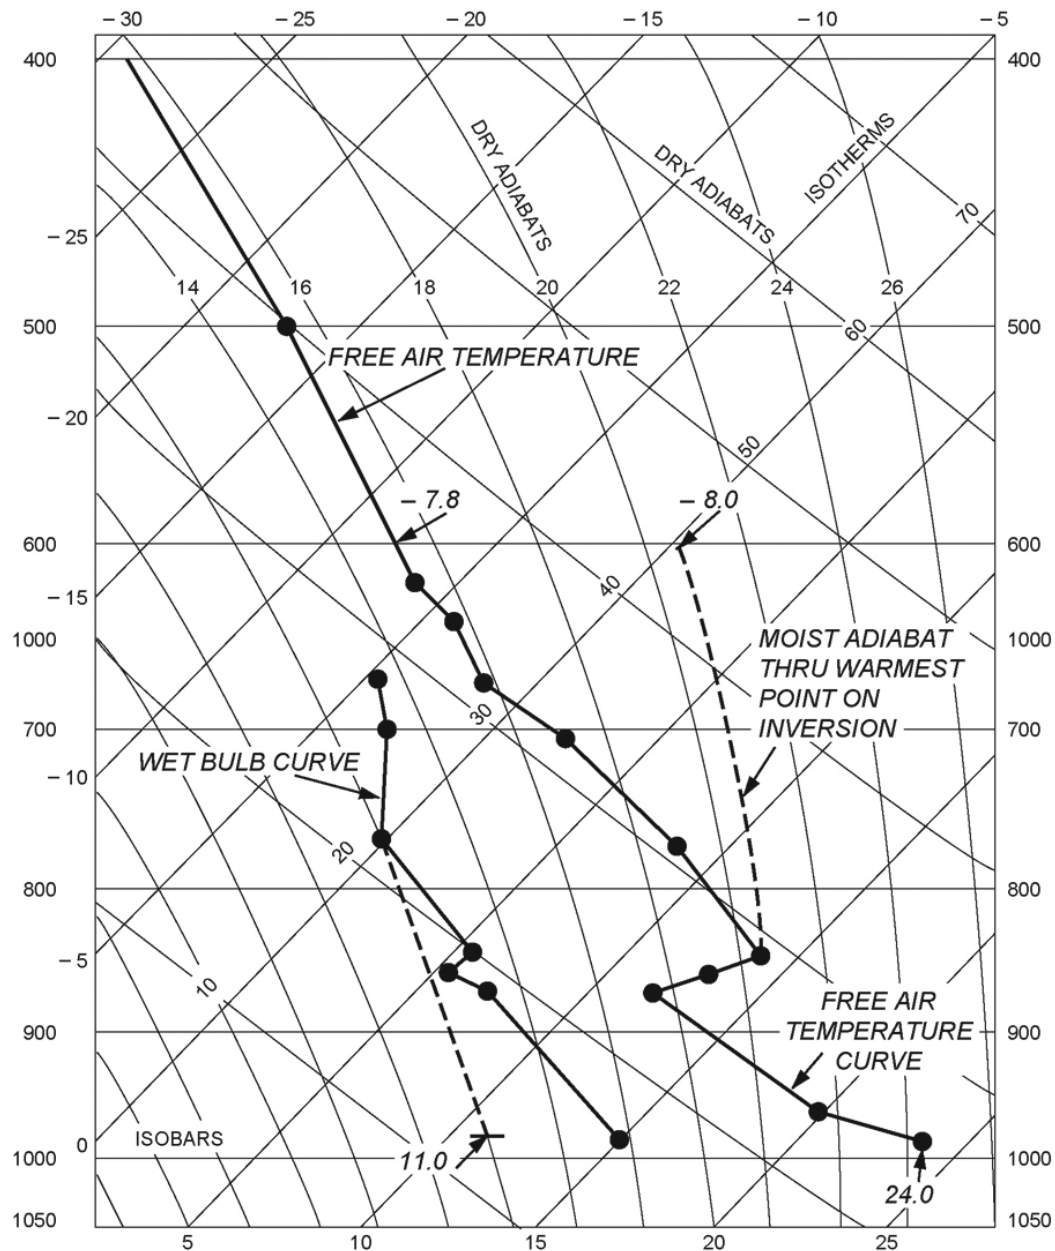 – 30 – 25 – 20 – 15 – 10 – 5
400 400
DRY ADIABATS
DRY ADIABATS
ISOTHERMS
70
– 25
14 16 18 20 22 24 26
500 500
60
FREE AIR TEMPERATURE
– 20
50
– 7.8
– 8.0
600 600
40
– 15
1000 1000
MOIST ADIABAT
THRU WARMEST
POINT ON
INVERSION
30
700 700
WET BULB CURVE
– 10
20
800 800
– 5
10
FREE AIR
TEMPERATURE
CURVE
900 900
ISOBARS
0
11.0
1000 1000
24.0
1050 1050
5 10 15 20 25